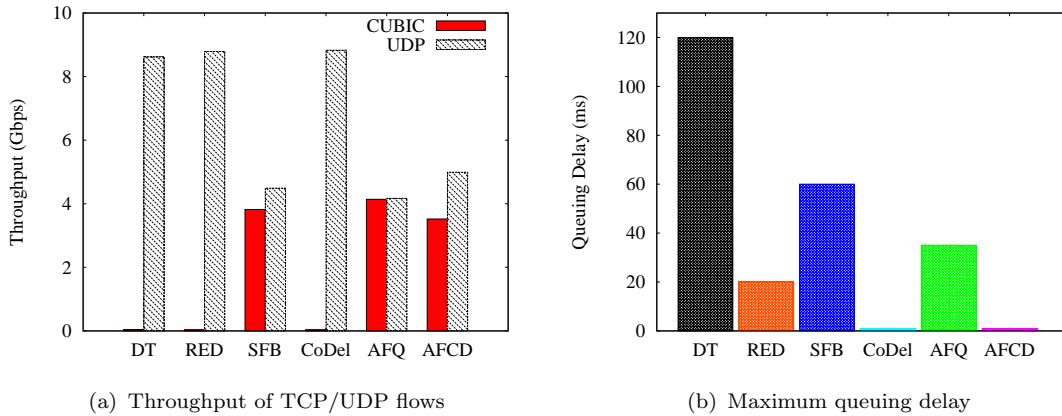 CUBIC
UDP
Throughput (Gbps)
10
8
6
4
2
0
DT RED SFB CoDel AFQ AFCD
(a) Throughput of TCP/UDP flows
Queuing Delay (ms)
120
100
80
60
40
20
0
DT RED SFB CoDel AFQ AFCD
(b) Maximum queuing delay